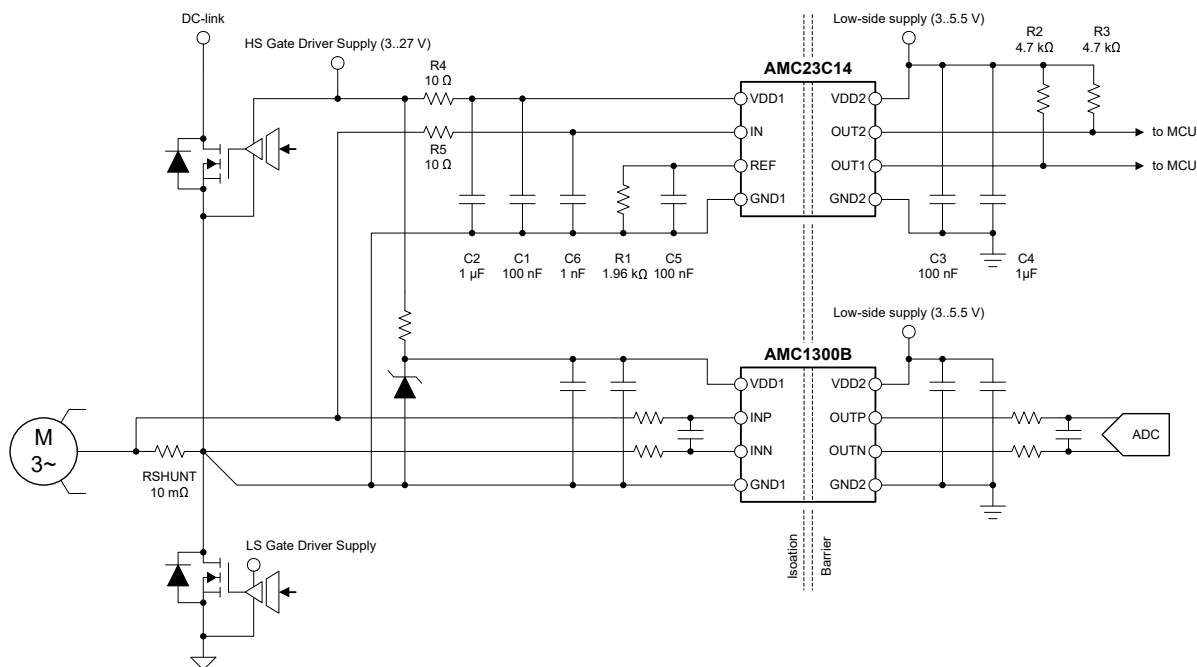 DC-link
HS Gate Driver Supply (3..27 V)
Low-side supply (3..5.5 V)
R2
4.7 kΩ
R3
4.7 kΩ
R4
10 Ω
AMC23C14
VDD1
VDD2
IN
OUT2
to MCU
R5
10 Ω
REF
OUT1
to MCU
GND1
GND2
C2
1 µF
C1
100 nF
C6
1 nF
R1
1.96 kΩ
C5
100 nF
C3
100 nF
C4
1µF
Low-side supply (3..5.5 V)
AMC1300B
VDD1
VDD2
INP
OUTP
M
3~
ADC
INN
OUTN
RSHUNT
10 mΩ
GND1
GND2
LS Gate Driver Supply
Isoation
Barrier